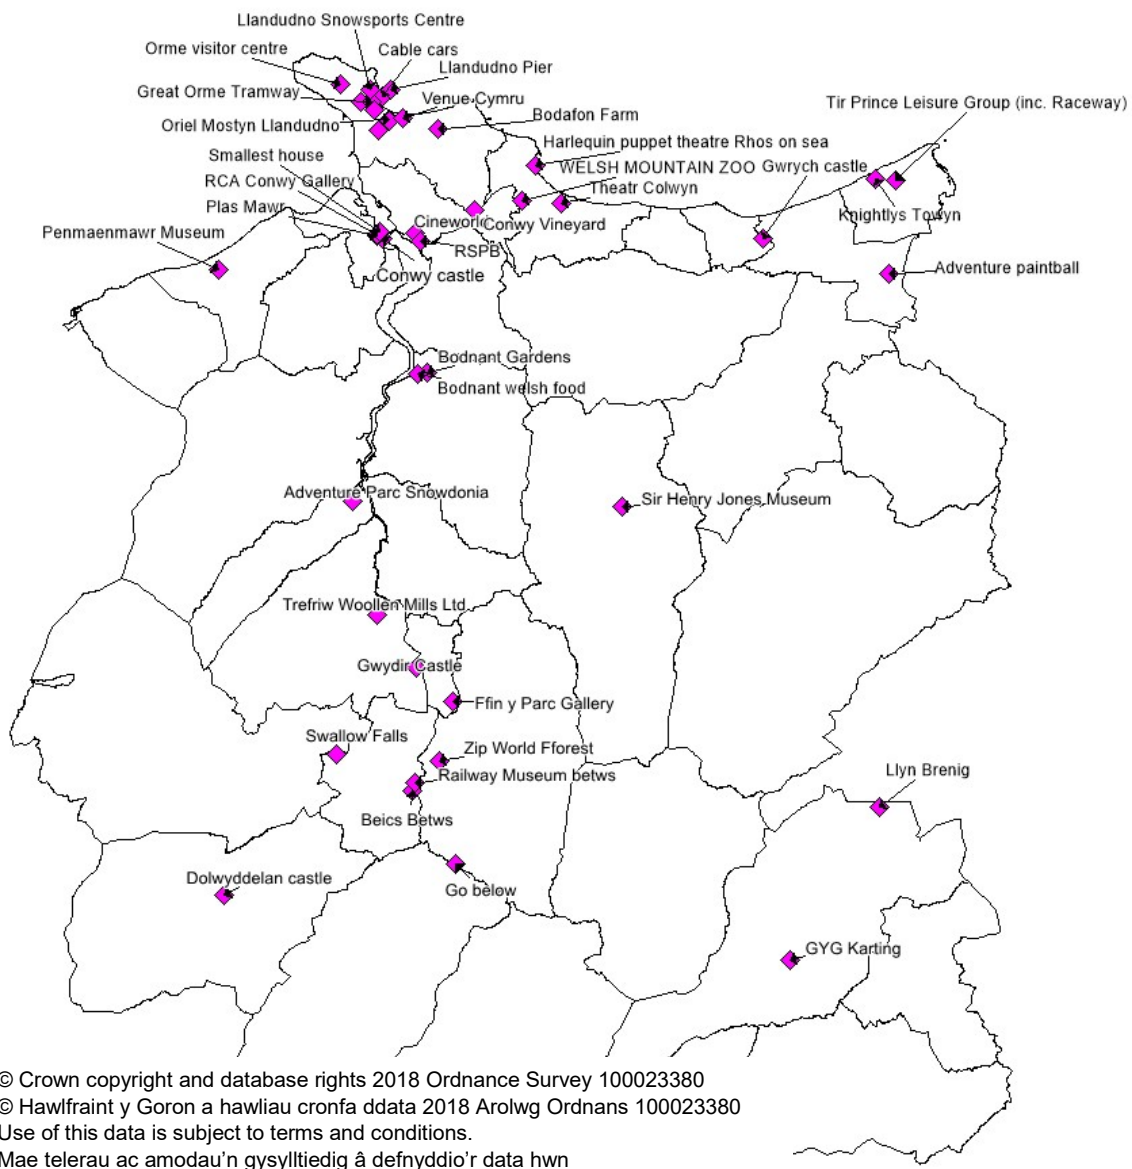 Llandudno Snowsports Centre
Orme visitor centre
Cable cars
Llandudno Pier
Great Orme Tramway
Venue Cymru
Tir Prince Leisure Group (inc. Raceway)
Bodafon Farm
Oriel Mostyn Llandudno
Harlequin puppet theatre Rhos on sea
Smallest house
WELSH MOUNTAIN ZOO
Gwrych castle
RCA Conwy Gallery
Theatr Colwyn
Plas Mawr
Knightlys Towyn
Cineworld
Conwy Vineyard
Penmaenmawr Museum
RSPB
Adventure paintball
Conwy castle
Bodnant Gardens
Bodnant welsh food
Adventure Parc Snowdonia
Sir Henry Jones Museum
Trefriw Woollen Mills Ltd
Gwydir Castle
Ffin y Parc Gallery
Swallow Falls
Zip World Fforest
Railway Museum betws
Llyn Brenig
Beics Betws
Dolwyddelan castle
Go below
GYG Karting
© Crown copyright and database rights 2018 Ordnance Survey 100023380
© Hawlfraint y Goron a hawliau cronfa ddata 2018 Arolwg Ordnans 100023380
Use of this data is subject to terms and conditions.
Mae telerau ac amodau'n gysylltiedig â defnyddio'r data hwn